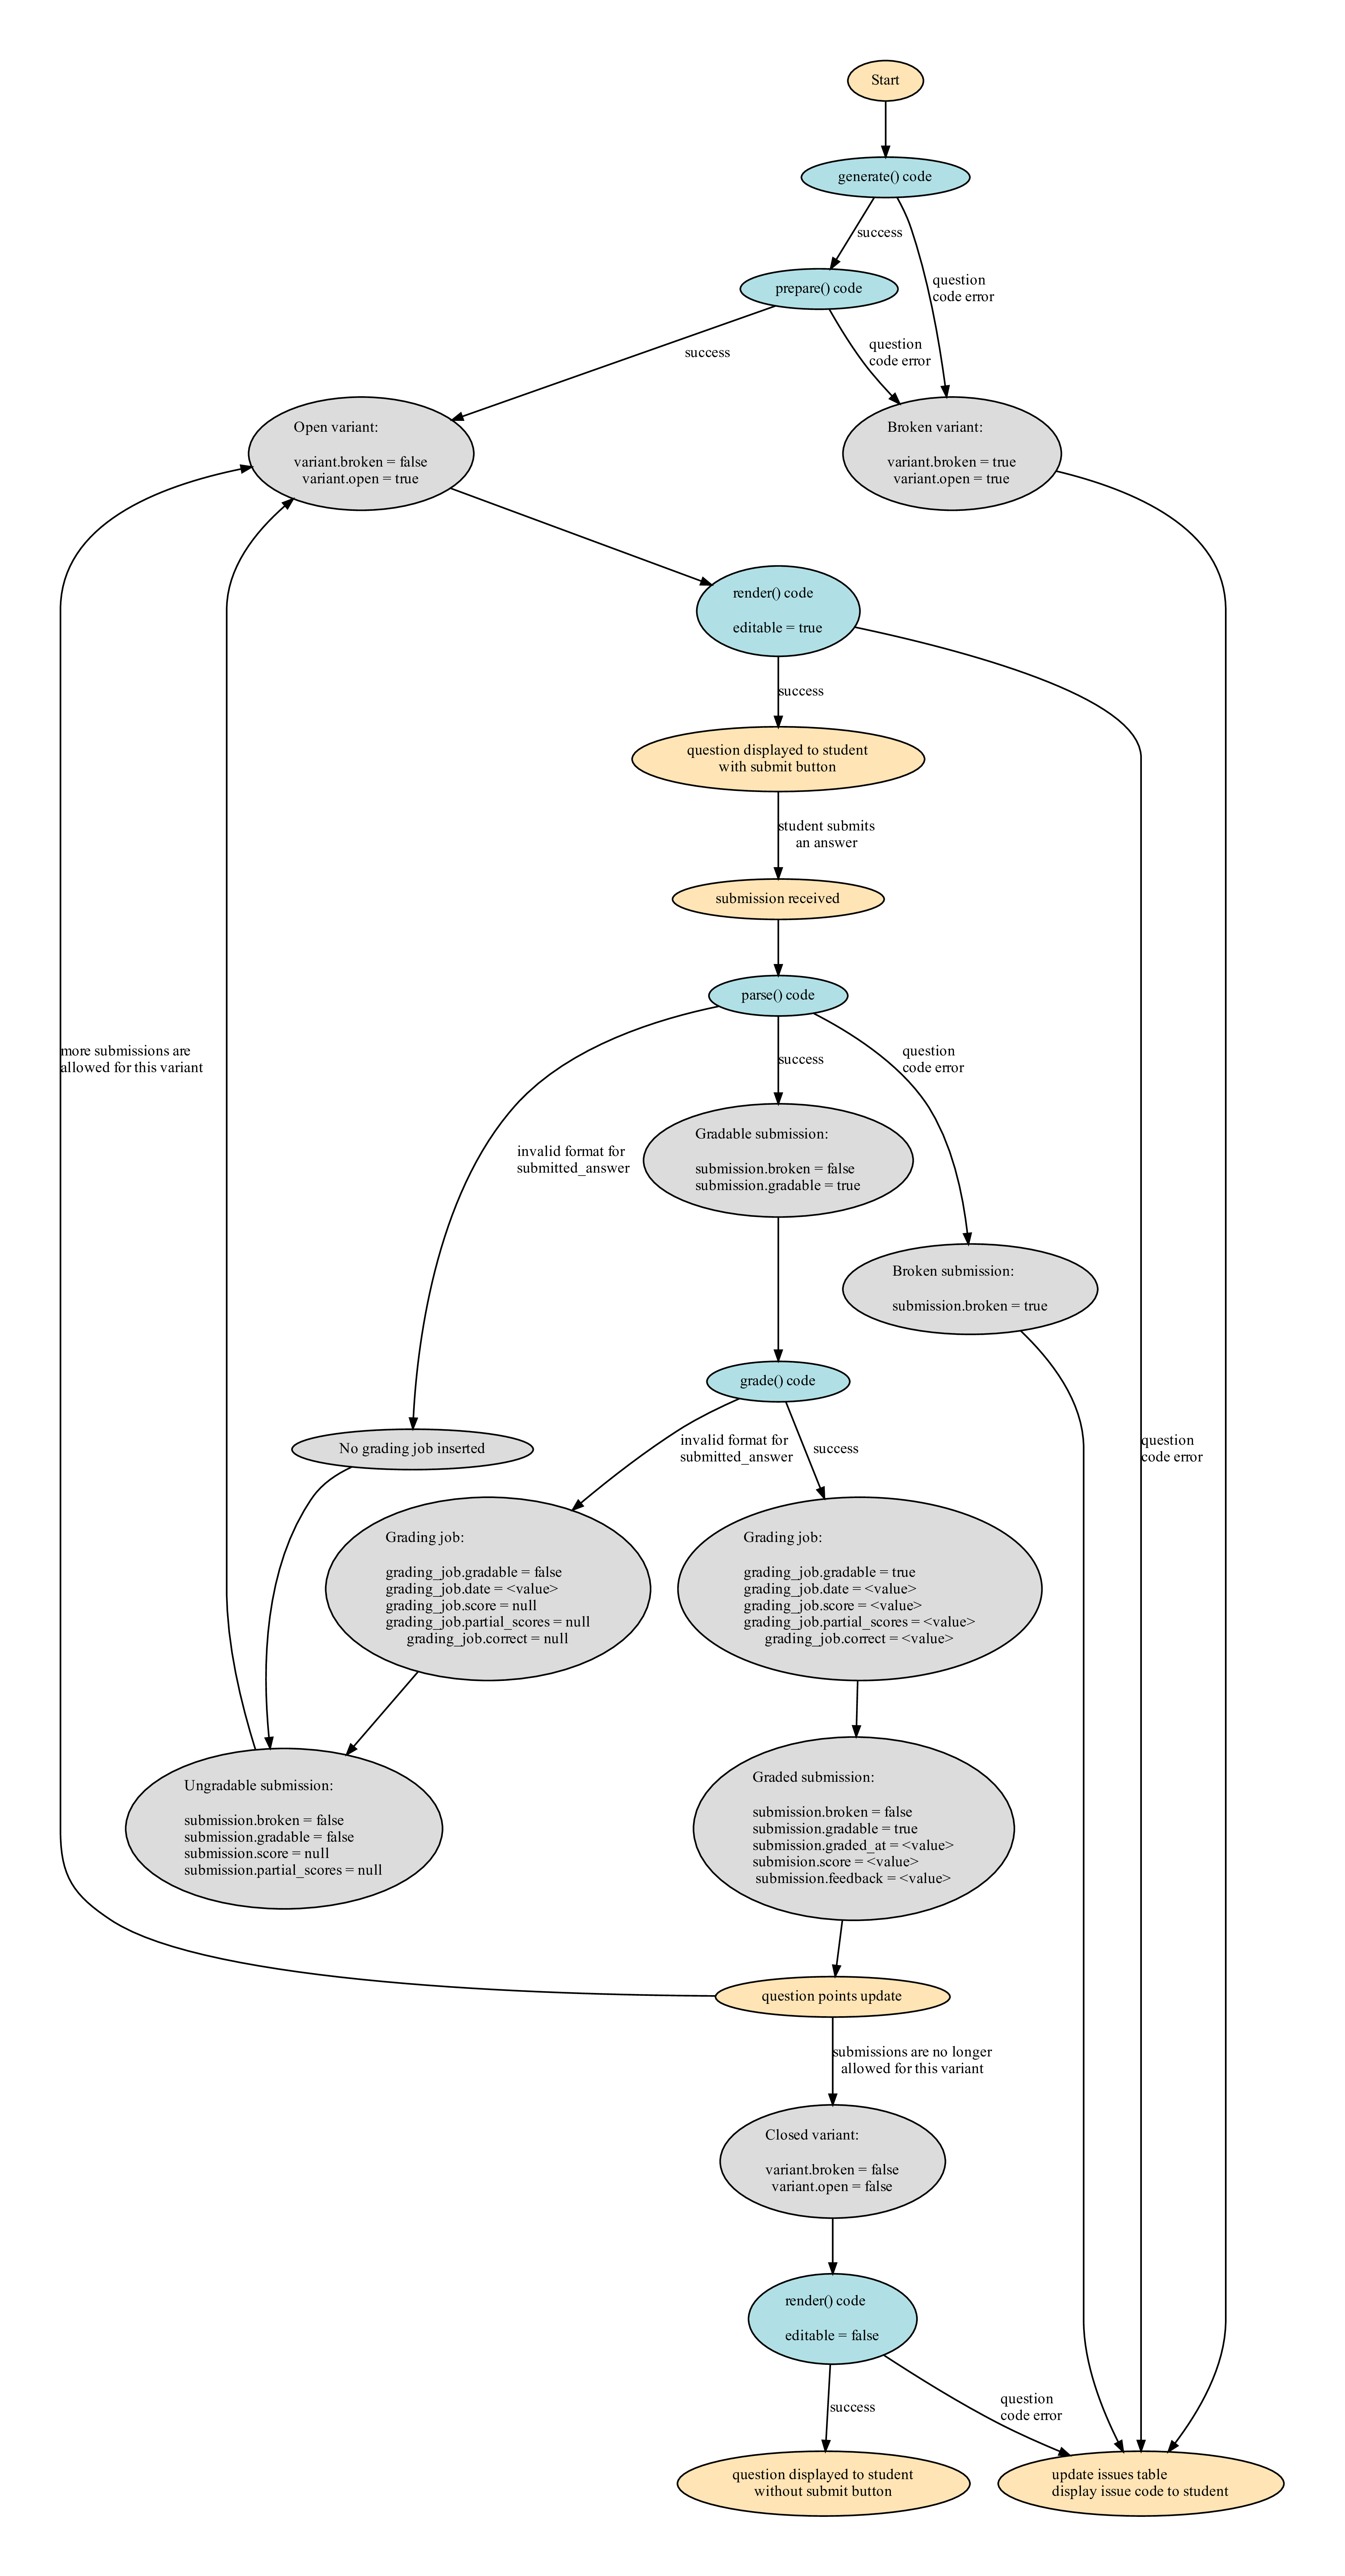 Start
generate() code
success
question
code error
prepare() code
success
question
code error
Open variant:
variant.broken = false
variant.open = true
Broken variant:
variant.broken = true
variant.open = true
render() code
editable = true
success
question displayed to student
with submit button
student submits
an answer
submission received
parse() code
more submissions are
allowed for this variant
success
question
code error
invalid format for
submitted_answer
Gradable submission:
submission.broken = false
submission.gradable = true
Broken submission:
submission.broken = true
grade() code
No grading job inserted
invalid format for
submitted_answer
success
question
code error
Grading job:
grading_job.gradable = false
grading_job.date = <value>
grading_job.score = null
grading_job.partial_scores = null
grading_job.correct = null
Grading job:
grading_job.gradable = true
grading_job.date = <value>
grading_job.score = <value>
grading_job.partial_scores = <value>
grading_job.correct = <value>
Ungradable submission:
submission.broken = false
submission.gradable = false
submission.score = null
submission.partial_scores = null
Graded submission:
submission.broken = false
submission.gradable = true
submission.graded_at = <value>
submision.score = <value>
submission.feedback = <value>
question points update
submissions are no longer
allowed for this variant
Closed variant:
variant.broken = false
variant.open = false
render() code
editable = false
success
question
code error
question displayed to student
without submit button
update issues table
display issue code to student